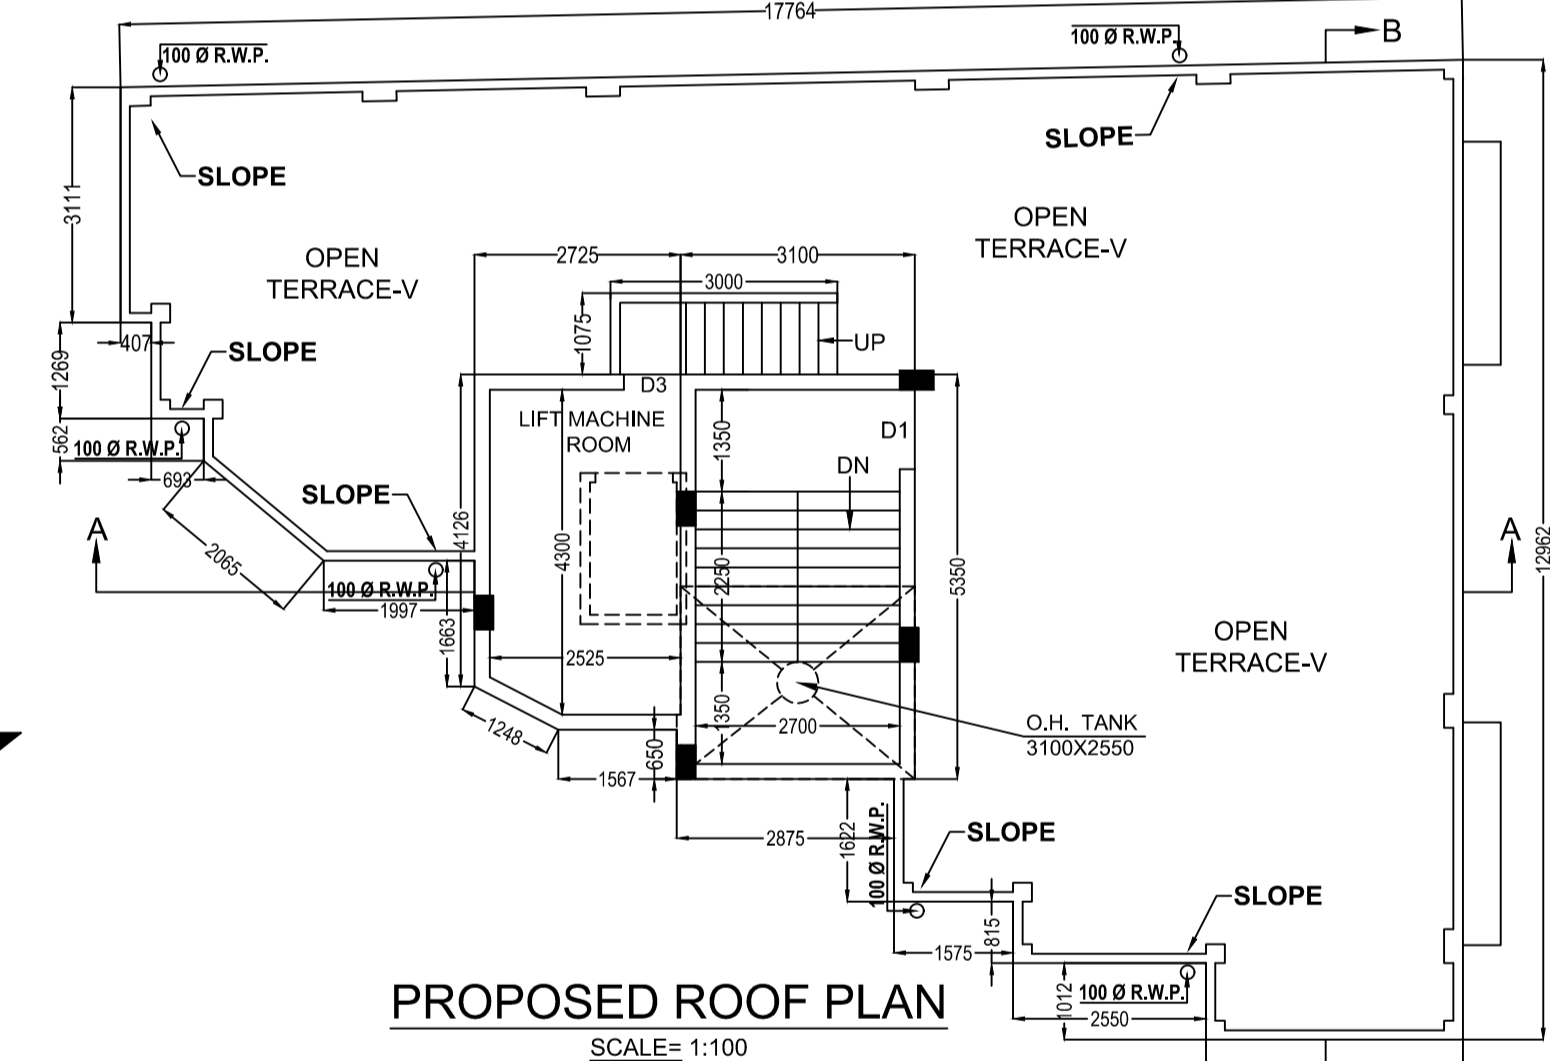 17764
100 Ø R.W.P.
100 Ø R.W.P.
B
SLOPE
SLOPE
3111
OPEN
TERRACE-V
OPEN
TERRACE-V
2725
3100
3000
1075
UP
407
SLOPE
1269
562
100 Ø R.W.P.
693
D3
LIFT MACHINE
ROOM
1350
D1
DN
SLOPE
A
A
2065
4126
4300
2250
5350
12962
100 Ø R.W.P.
1997
1663
2525
OPEN
TERRACE-V
1350
2700
O.H. TANK
3100X2550
1248
650
1567
2875
1622
100 Ø R.W.P.
SLOPE
SLOPE
815
1575
1012
100 Ø R.W.P.
2550
PROPOSED ROOF PLAN
SCALE= 1:100